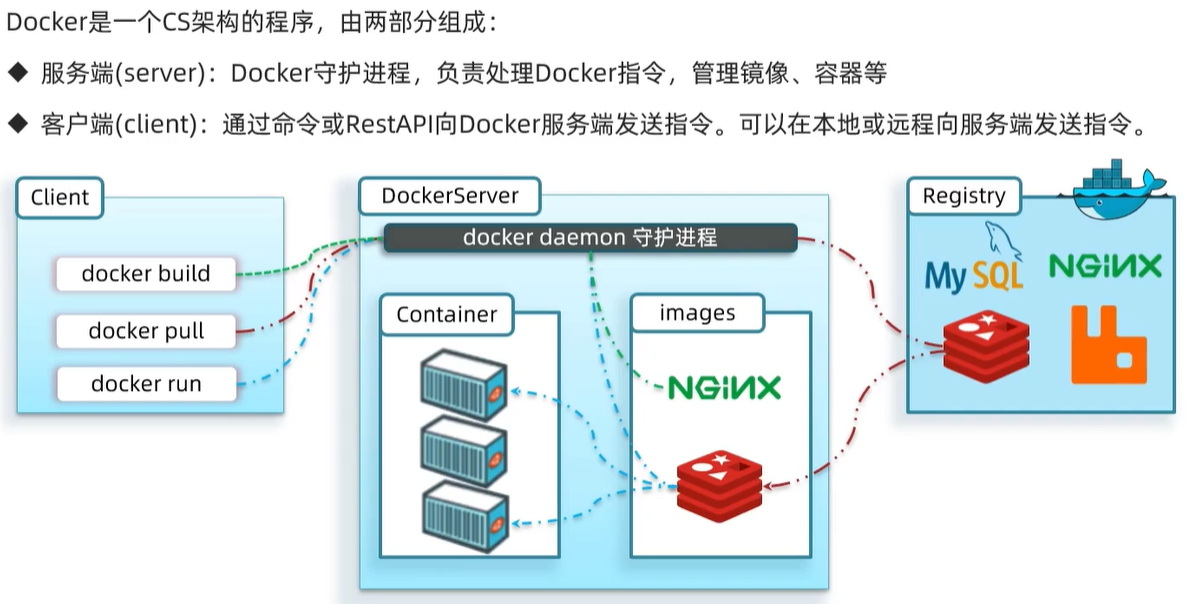 Docker是一个CS架构的程序，由两部分组成：
◆ 服务端(server)：Docker守护进程，负责处理Docker指令，管理镜像、容器等
◆ 客户端(client)：通过命令或RestAPI向Docker服务端发送指令。可以在本地或远程向服务端发送指令。
Client
docker build
docker pull
docker run
DockerServer
docker daemon 守护进程
Container
images
NGiNX
Registry
MySQL
NGiNX